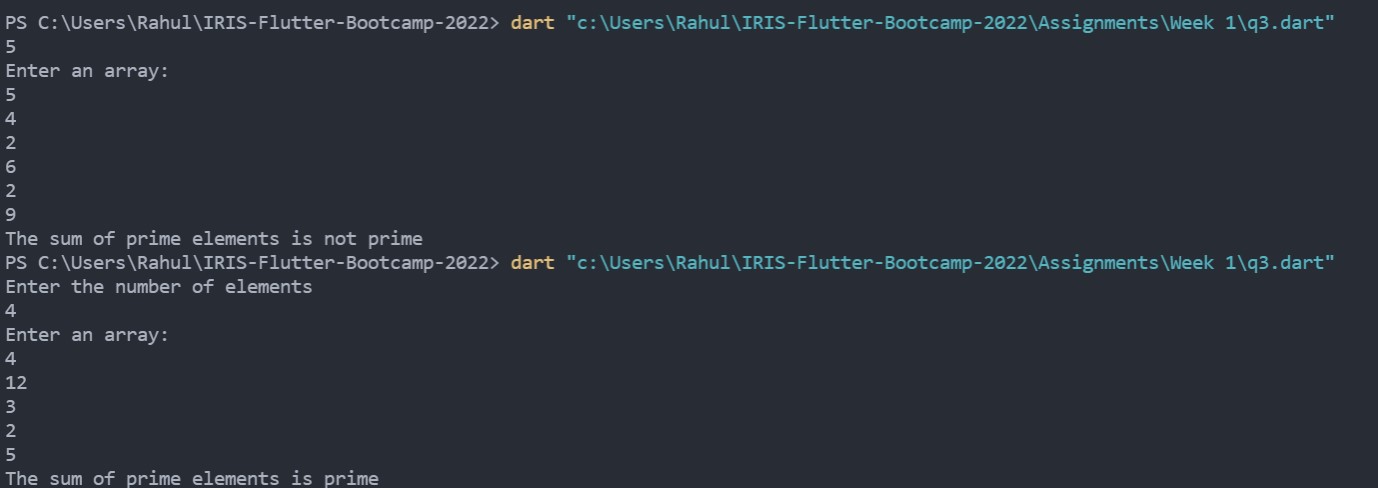 PS C:\Users\Rahul\IRIS-Flutter-Bootcamp-2022> dart "c:\Users\Rahul\IRIS-Flutter-Bootcamp-2022\Assignments\Week 1\q3.dart"
5
Enter an array:
5
4
2
6
2
9
The sum of prime elements is not prime
PS C:\Users\Rahul\IRIS-Flutter-Bootcamp-2022> dart "c:\Users\Rahul\IRIS-Flutter-Bootcamp-2022\Assignments\Week 1\q3.dart"
Enter the number of elements
4
Enter an array:
4
12
3
2
5
The sum of prime elements is prime